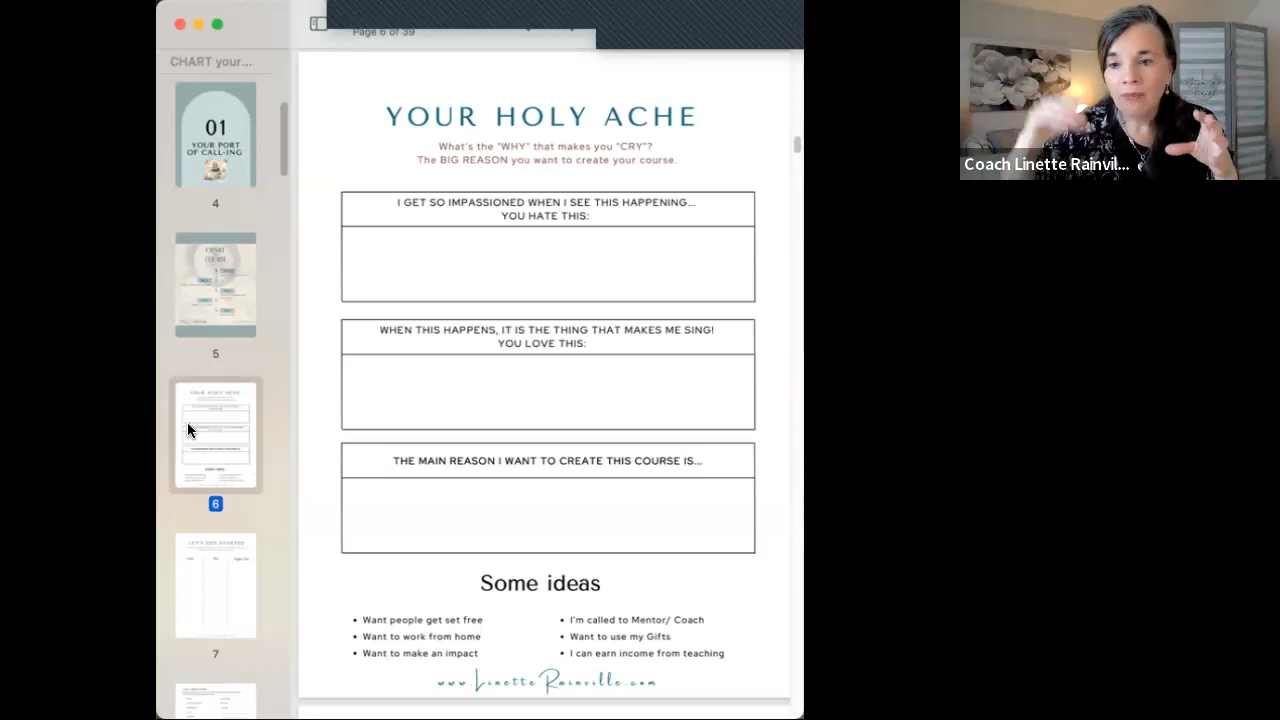 Page 6 of 39
CHART your...
01
YOUR PORT
OF CALL-ING
4
CHART
COURSE
5
YOUR HOLY ACHE
6
LET'S GET STARTED
7
YOUR HOLY ACHE
What's the "WHY" that makes you "CRY"?
The BIG REASON you want to create your course.
I GET SO IMPASSIONED WHEN I SEE THIS HAPPENING...
YOU HATE THIS:
WHEN THIS HAPPENS, IT IS THE THING THAT MAKES ME SING!
YOU LOVE THIS:
THE MAIN REASON I WANT TO CREATE THIS COURSE IS...
Some ideas
• Want people get set free
• Want to work from home
• Want to make an impact
• I'm called to Mentor/ Coach
• Want to use my Gifts
• I can earn income from teaching
www.LinetteRainville.com
Coach Linette Rainvil...